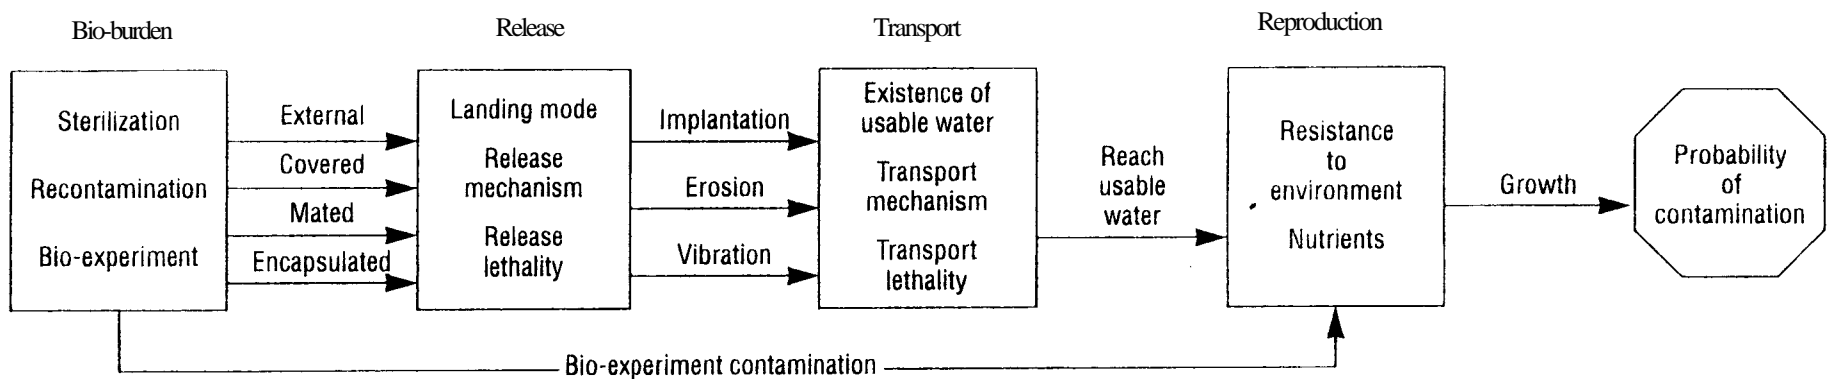 Bio-burden
Release
Transport
Reproduction
Sterilization
Recontamination
Bio-experiment
External
Covered
Mated
Encapsulated
Landing mode
Release
mechanism
Release
lethality
Implantation
Erosion
Vibration
Existence of
usable water
Transport
mechanism
Transport
lethality
Reach
usable
water
Resistance
to
environment
Nutrients
Growth
Probability
of
contamination
Bio-experiment contamination